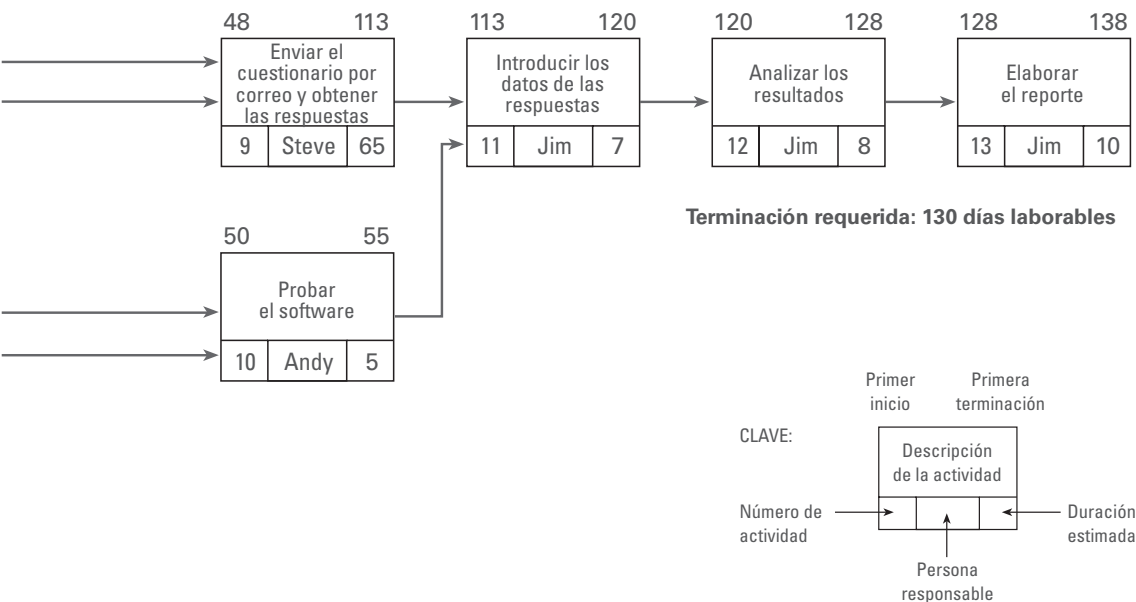 48 113
Enviar el
cuestionario por
correo y obtener
las respuestas
9 Steve 65
113 120
Introducir los
datos de las
respuestas
11 Jim 7
120 128
Analizar los
resultados
12 Jim 8
128 138
Elaborar
el reporte
13 Jim 10
Terminación requerida: 130 días laborables
50 55
Probar
el software
10 Andy 5
Primer
inicio
Primera
terminación
CLAVE:
Descripción
de la actividad
Número de
actividad
Duración
estimada
Persona
responsable